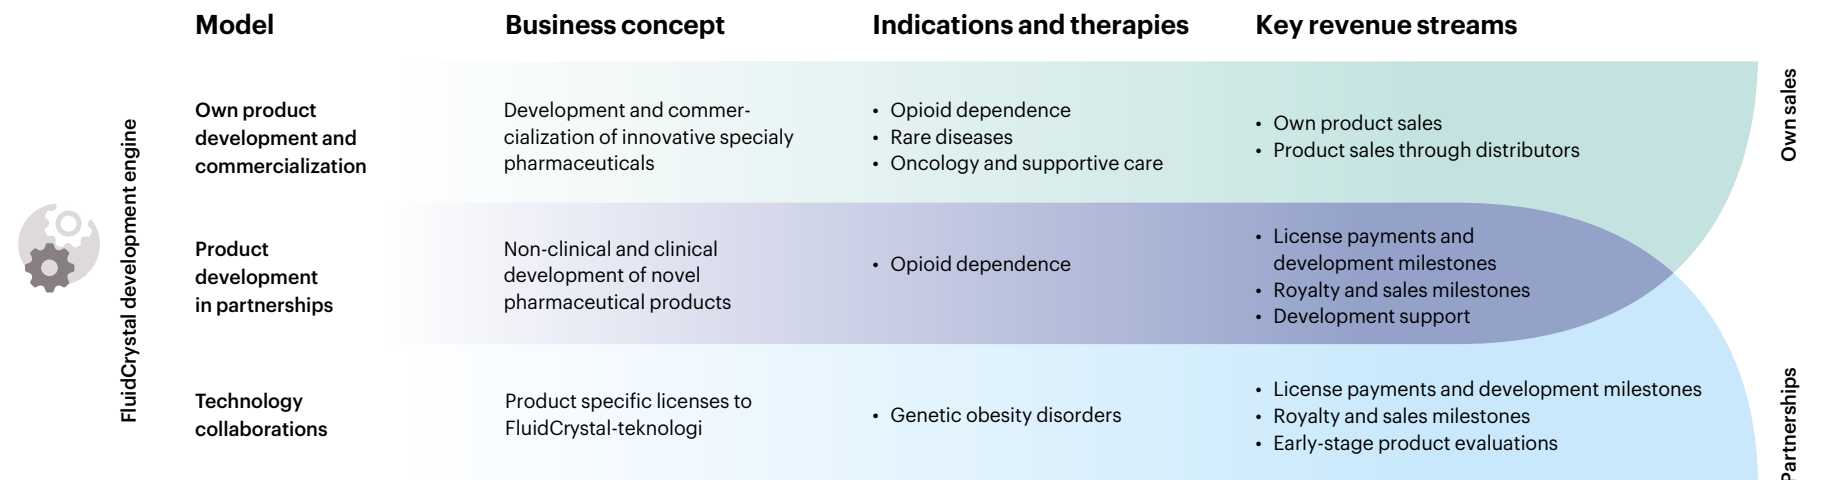 Model
Business concept
Indications and therapies
Key revenue streams
FluidCrystal development engine
Own product
development and
commercialization
Development and commer-
cialization of innovative specialy
pharmaceuticals
• Opioid dependence
• Rare diseases
• Oncology and supportive care
• Own product sales
• Product sales through distributors
Own sales
Product
development
in partnerships
Non-clinical and clinical
development of novel
pharmaceutical products
• Opioid dependence
• License payments and
development milestones
• Royalty and sales milestones
• Development support
Technology
collaborations
Product specific licenses to
FluidCrystal-teknologi
• Genetic obesity disorders
• License payments and development milestones
• Royalty and sales milestones
• Early-stage product evaluations
Partnerships